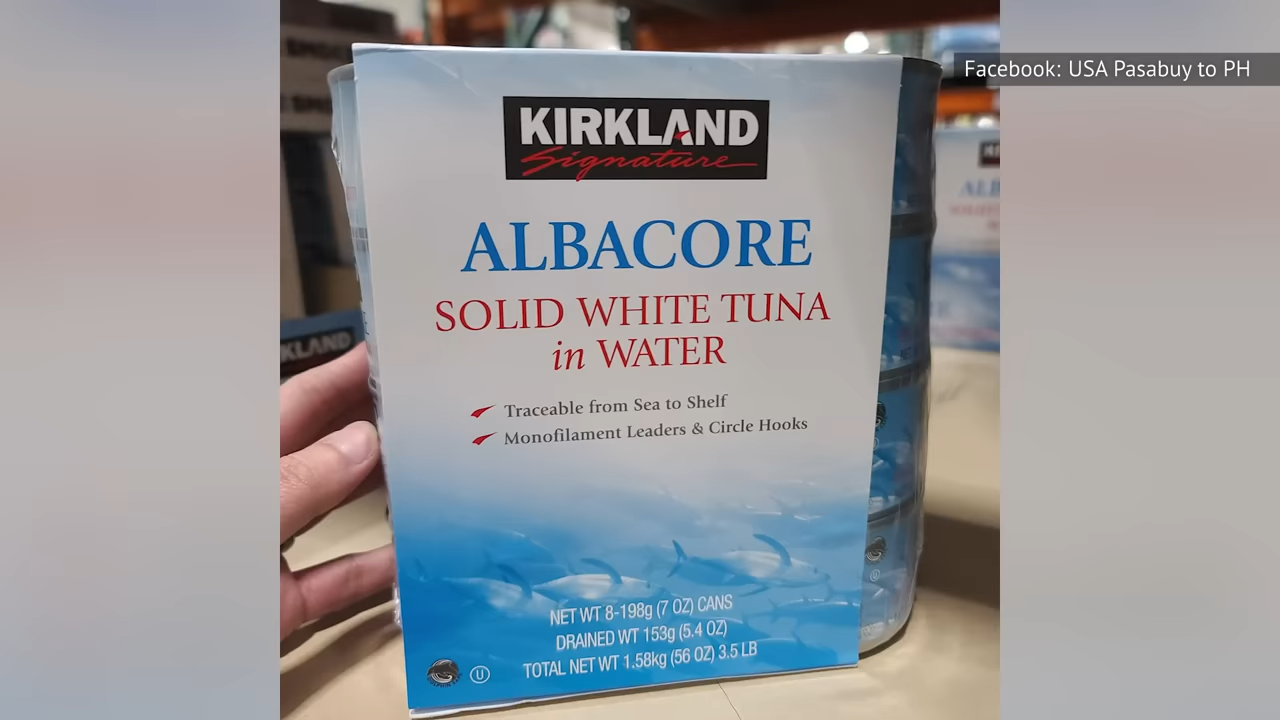 Facebook: USA Pasabuy to PH
KIRKLAND
Signature
ALBACORE
SOLID WHITE TUNA
in WATER
Traceable from Sea to Shelf
Monofilament Leaders & Circle Hooks
NET WT 8-198g (7 OZ) CANS
DRAINED WT 153g (5.4 OZ)
TOTAL NET WT 1.58kg (56 OZ) 3.5 LB
U
KLAND